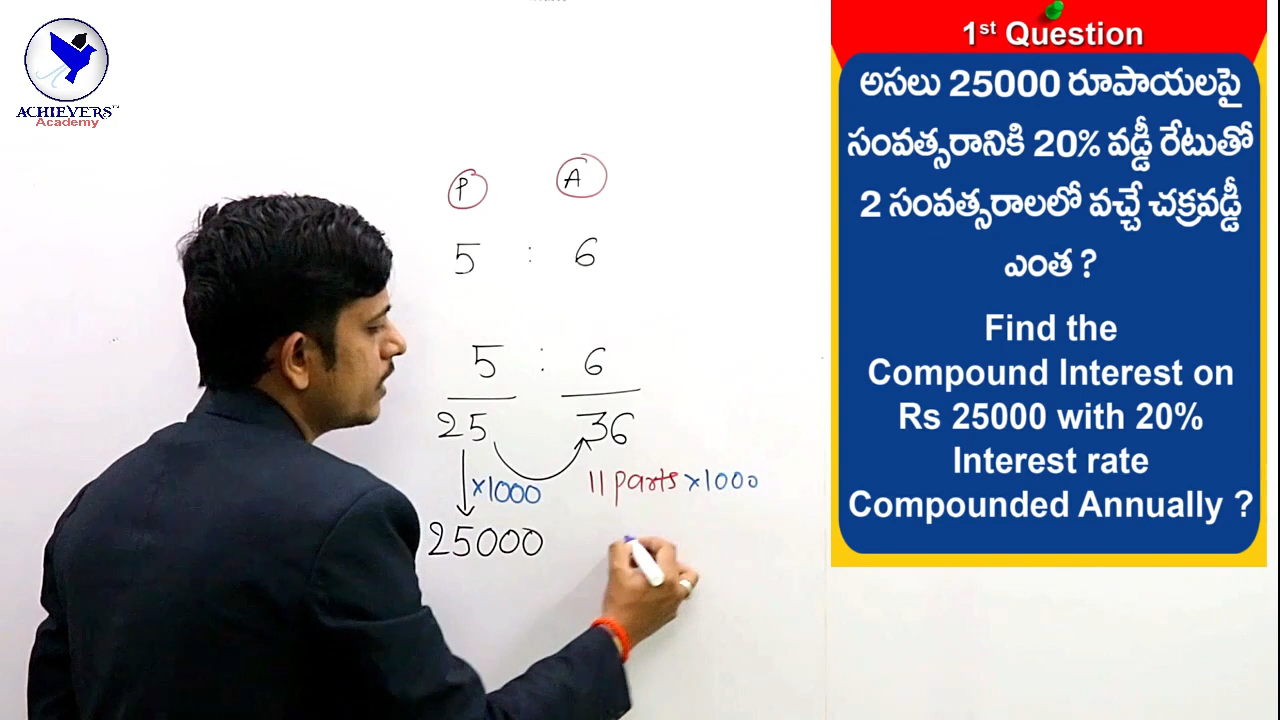 ACHIEVERS
Academy
P A
5 : 6
5 : 6
25 36
×1000 11 parts ×1000
25000
1st Question
అసలు 25000 రూపాయలపై
సంవత్సరానికి 20% వడ్డీ రేటుతో
2 సంవత్సరాలలో వచ్చే చక్రవడ్డీ
ఎంత ?
Find the
Compound Interest on
Rs 25000 with 20%
Interest rate
Compounded Annually ?